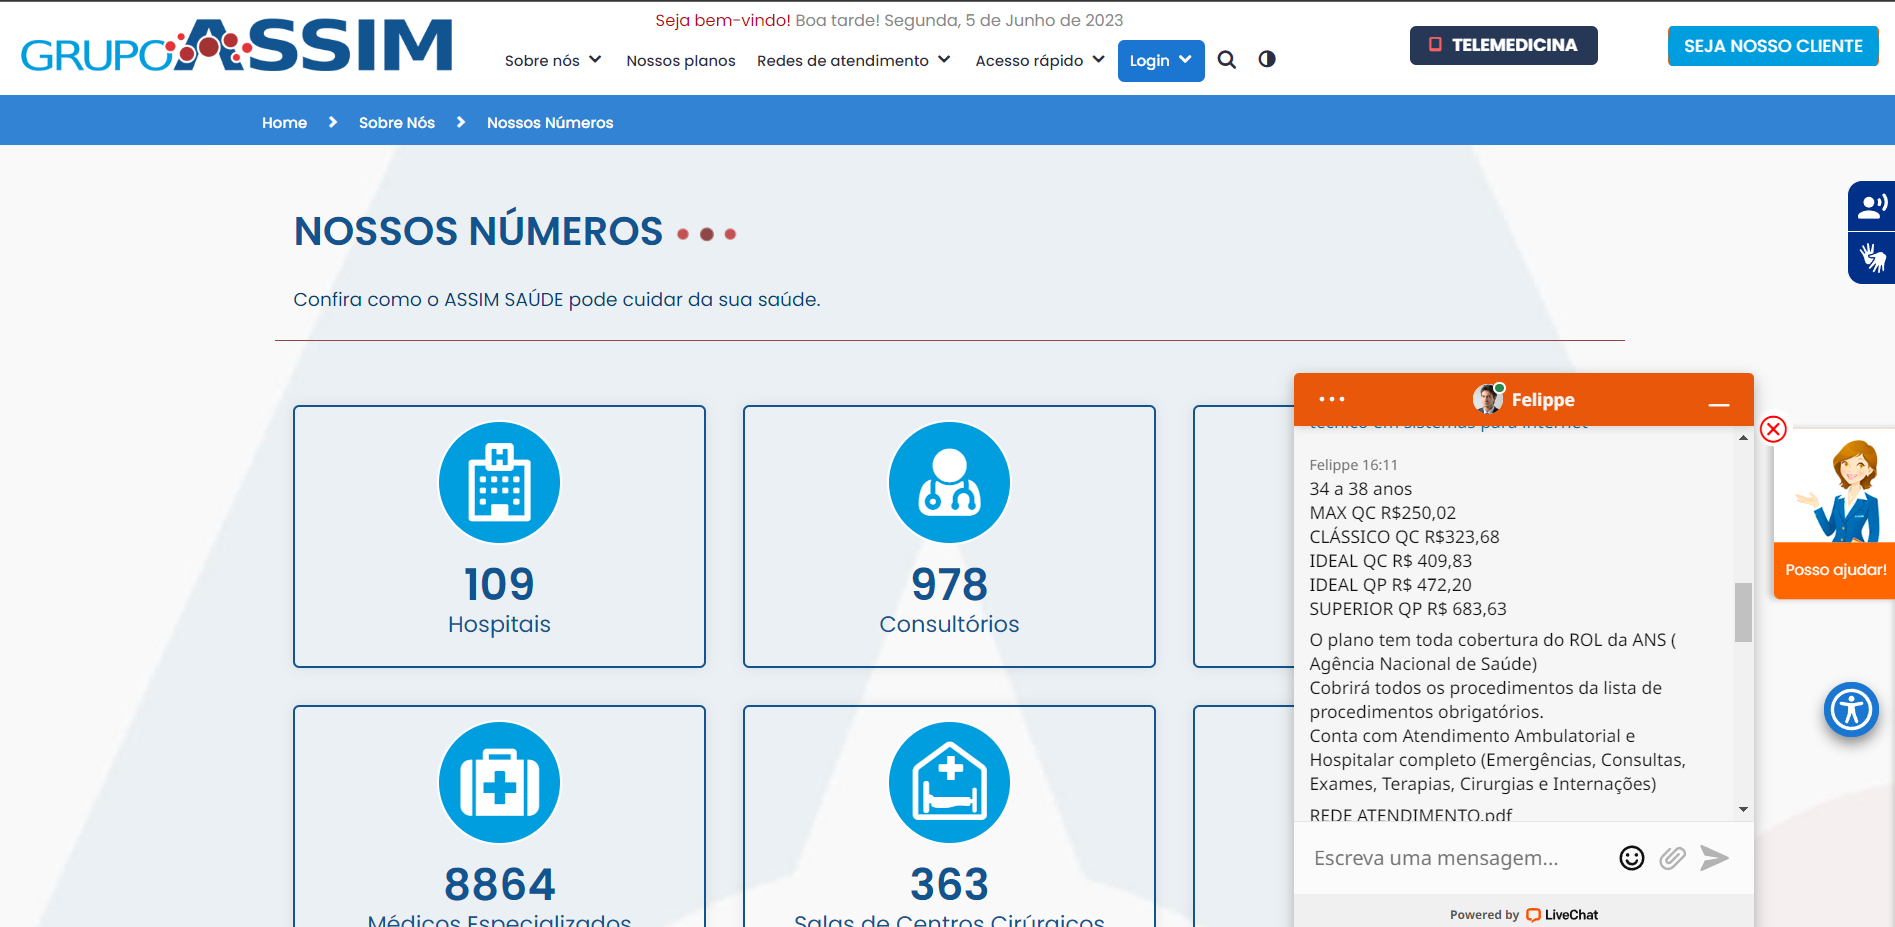 Seja bem-vindo! Boa tarde! Segunda, 5 de Junho de 2023
GRUPO ASSIM
Sobre nós
Nossos planos
Redes de atendimento
Acesso rápido
Login
TELEMEDICINA
SEJA NOSSO CLIENTE
Home
Sobre Nós
Nossos Números
NOSSOS NÚMEROS
Confira como o ASSIM SAÚDE pode cuidar da sua saúde.
109
Hospitais
978
Consultórios
8864
Médicos Especializados
363
Salas de Centros Cirúrgicos
Felippe
técnico em sistemas para internet
Felippe 16:11
34 a 38 anos
MAX QC R$250,02
CLÁSSICO QC R$323,68
IDEAL QC R$ 409,83
IDEAL QP R$ 472,20
SUPERIOR QP R$ 683,63
O plano tem toda cobertura do ROL da ANS (
Agência Nacional de Saúde)
Cobrirá todos os procedimentos da lista de
procedimentos obrigatórios.
Conta com Atendimento Ambulatorial e
Hospitalar completo (Emergências, Consultas,
Exames, Terapias, Cirurgias e Internações)
REDE ATENDIMENTO.pdf
Escreva uma mensagem...
Powered by LiveChat
Posso ajudar!